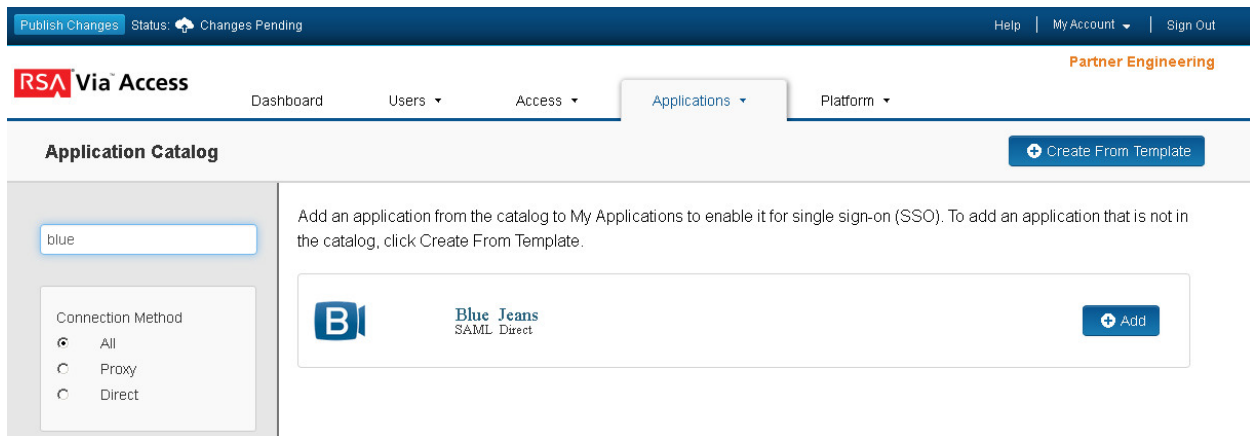 Publish Changes Status: Changes Pending Help | My Account | Sign Out
Partner Engineering
RSA Via™ Access
Dashboard Users Access Applications Platform
Application Catalog Create From Template
Add an application from the catalog to My Applications to enable it for single sign-on (SSO). To add an application that is not in
the catalog, click Create From Template.
blue
Connection Method
All
Proxy
Direct
B
Blue Jeans
SAML Direct
Add